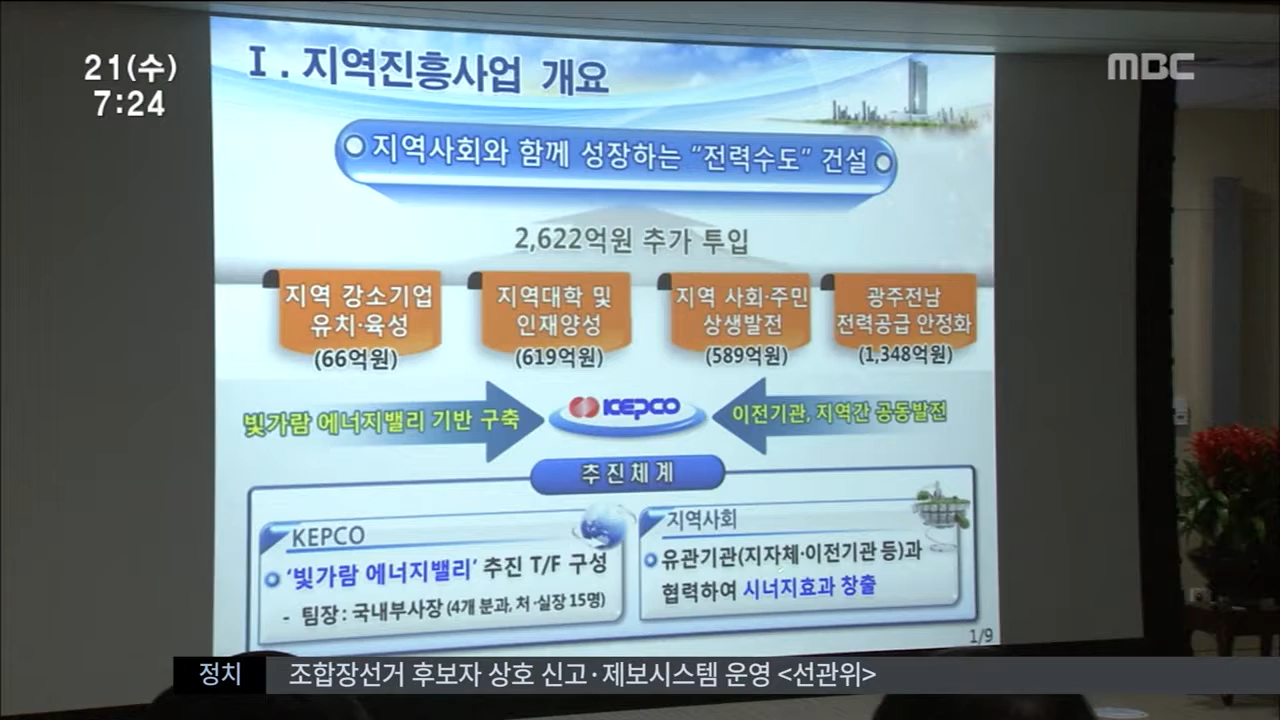 21(수)
7:24
MBC
Ⅰ. 지역진흥사업 개요
지역사회와 함께 성장하는 “전력수도” 건설
2,622억원 추가 투입
지역 강소기업
유치·육성
(66억원)
지역대학 및
인재양성
(619억원)
지역 사회·주민
상생발전
(589억원)
광주전남
전력공급 안정화
(1,348억원)
빛가람 에너지밸리 기반 구축
KEPCO
이전기관, 지역간 공동발전
추진체계
KEPCO
‘빛가람 에너지밸리’ 추진 T/F 구성
- 팀장 : 국내부사장 (4개 분과, 처·실장 15명)
지역사회
유관기관(지자체·이전기관 등)과
협력하여 시너지효과 창출
1/9
정치 조합장선거 후보자 상호 신고·제보시스템 운영 <선관위>